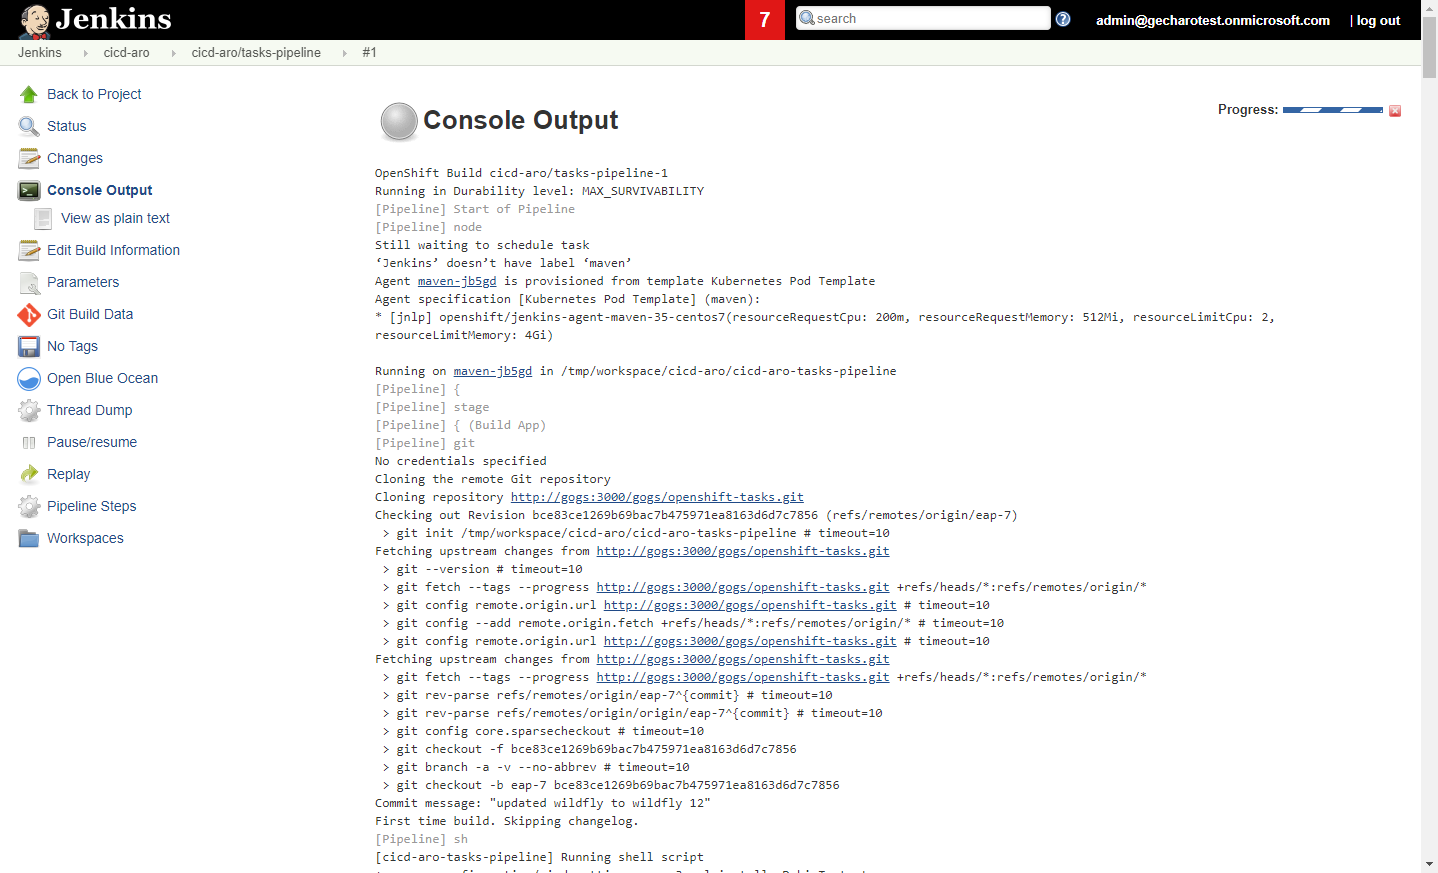 Jenkins
7
search
admin@gecharotest.onmicrosoft.com
| log out
Jenkins
cicd-aro
cicd-aro/tasks-pipeline
#1
Back to Project
Status
Changes
Console Output
View as plain text
Edit Build Information
Parameters
Git Build Data
No Tags
Open Blue Ocean
Thread Dump
Pause/resume
Replay
Pipeline Steps
Workspaces
Console Output
Progress:
OpenShift Build cicd-aro/tasks-pipeline-1
Running in Durability level: MAX_SURVIVABILITY
[Pipeline] Start of Pipeline
[Pipeline] node
Still waiting to schedule task
‘Jenkins’ doesn’t have label ‘maven’
Agent maven-jb5gd is provisioned from template Kubernetes Pod Template
Agent specification [Kubernetes Pod Template] (maven):
* [jnlp] openshift/jenkins-agent-maven-35-centos7(resourceRequestCpu: 200m, resourceRequestMemory: 512Mi, resourceLimitCpu: 2,
resourceLimitMemory: 4Gi)
Running on maven-jb5gd in /tmp/workspace/cicd-aro/cicd-aro-tasks-pipeline
[Pipeline] {
[Pipeline] stage
[Pipeline] { (Build App)
[Pipeline] git
No credentials specified
Cloning the remote Git repository
Cloning repository http://gogs:3000/gogs/openshift-tasks.git
Checking out Revision bce83ce1269b69bac7b475971ea8163d6d7c7856 (refs/remotes/origin/eap-7)
> git init /tmp/workspace/cicd-aro/cicd-aro-tasks-pipeline # timeout=10
Fetching upstream changes from http://gogs:3000/gogs/openshift-tasks.git
> git --version # timeout=10
> git fetch --tags --progress http://gogs:3000/gogs/openshift-tasks.git +refs/heads/*:refs/remotes/origin/*
> git config remote.origin.url http://gogs:3000/gogs/openshift-tasks.git # timeout=10
> git config --add remote.origin.fetch +refs/heads/*:refs/remotes/origin/* # timeout=10
> git config remote.origin.url http://gogs:3000/gogs/openshift-tasks.git # timeout=10
Fetching upstream changes from http://gogs:3000/gogs/openshift-tasks.git
> git fetch --tags --progress http://gogs:3000/gogs/openshift-tasks.git +refs/heads/*:refs/remotes/origin/*
> git rev-parse refs/remotes/origin/eap-7^{commit} # timeout=10
> git rev-parse refs/remotes/origin/origin/eap-7^{commit} # timeout=10
> git config core.sparsecheckout # timeout=10
> git checkout -f bce83ce1269b69bac7b475971ea8163d6d7c7856
> git branch -a -v --no-abbrev # timeout=10
> git checkout -b eap-7 bce83ce1269b69bac7b475971ea8163d6d7c7856
Commit message: "updated wildfly to wildfly 12"
First time build. Skipping changelog.
[Pipeline] sh
[cicd-aro-tasks-pipeline] Running shell script